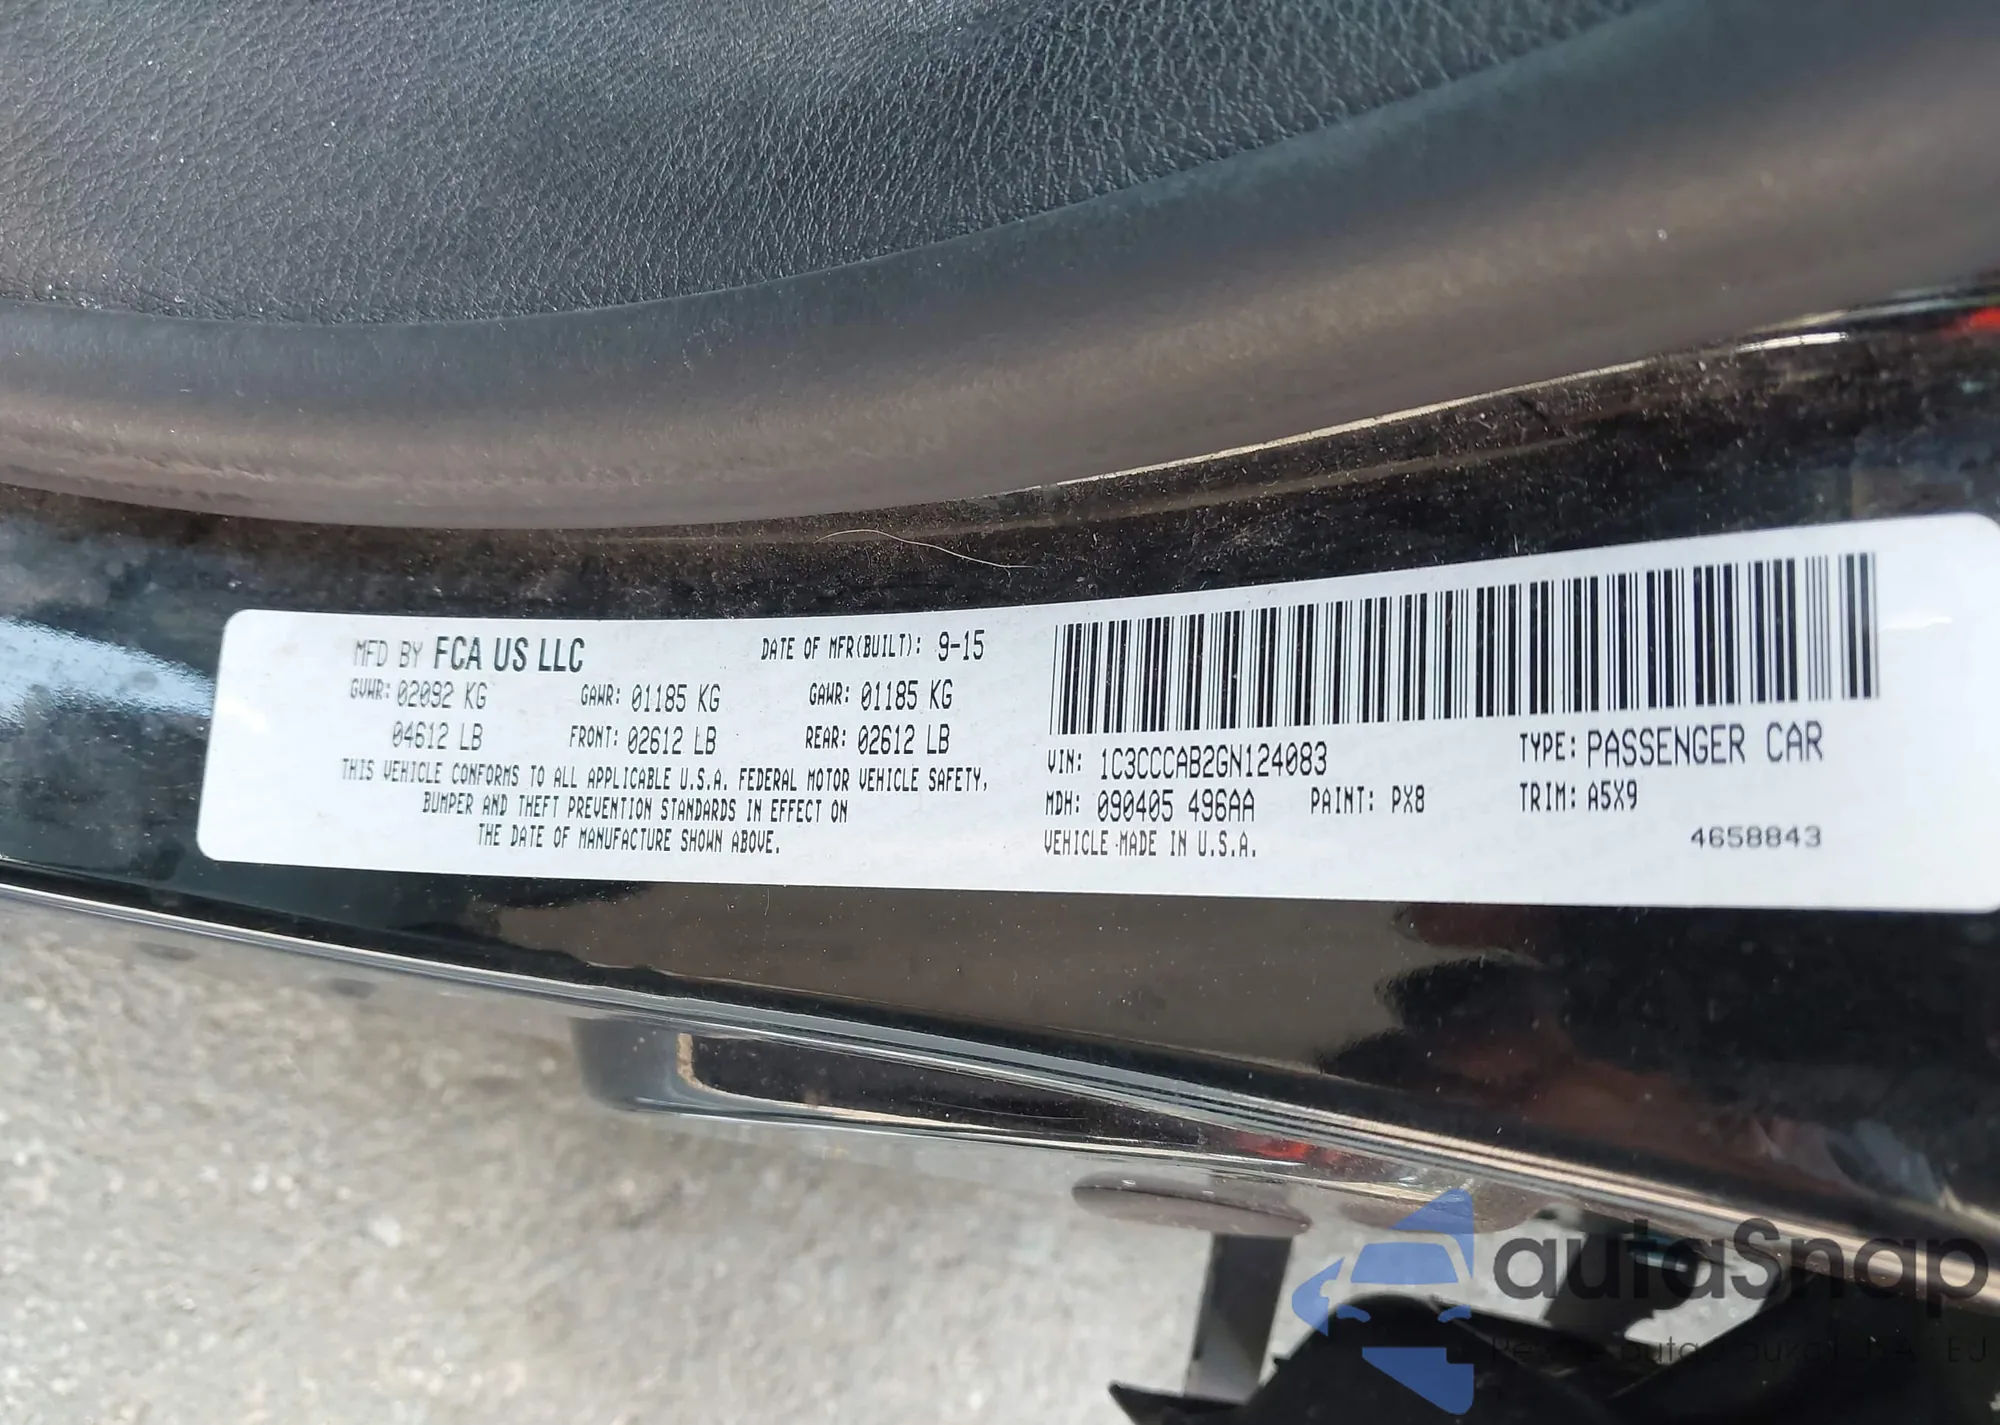 MFD BY FCA US LLC DATE OF MFR(BUILT): 9-15
GVWR: 02092 KG GAWR: 01185 KG GAWR: 01185 KG
04612 LB FRONT: 02612 LB REAR: 02612 LB
THIS VEHICLE CONFORMS TO ALL APPLICABLE U.S.A. FEDERAL MOTOR VEHICLE SAFETY,
BUMPER AND THEFT PREVENTION STANDARDS IN EFFECT ON
THE DATE OF MANUFACTURE SHOWN ABOVE.
VIN: 1C3CCCAB2GN124083 TYPE: PASSENGER CAR
MDH: 090405 496AA PAINT: PX8 TRIM: A5X9
VEHICLE MADE IN U.S.A.
4658843
autaSnap
EU